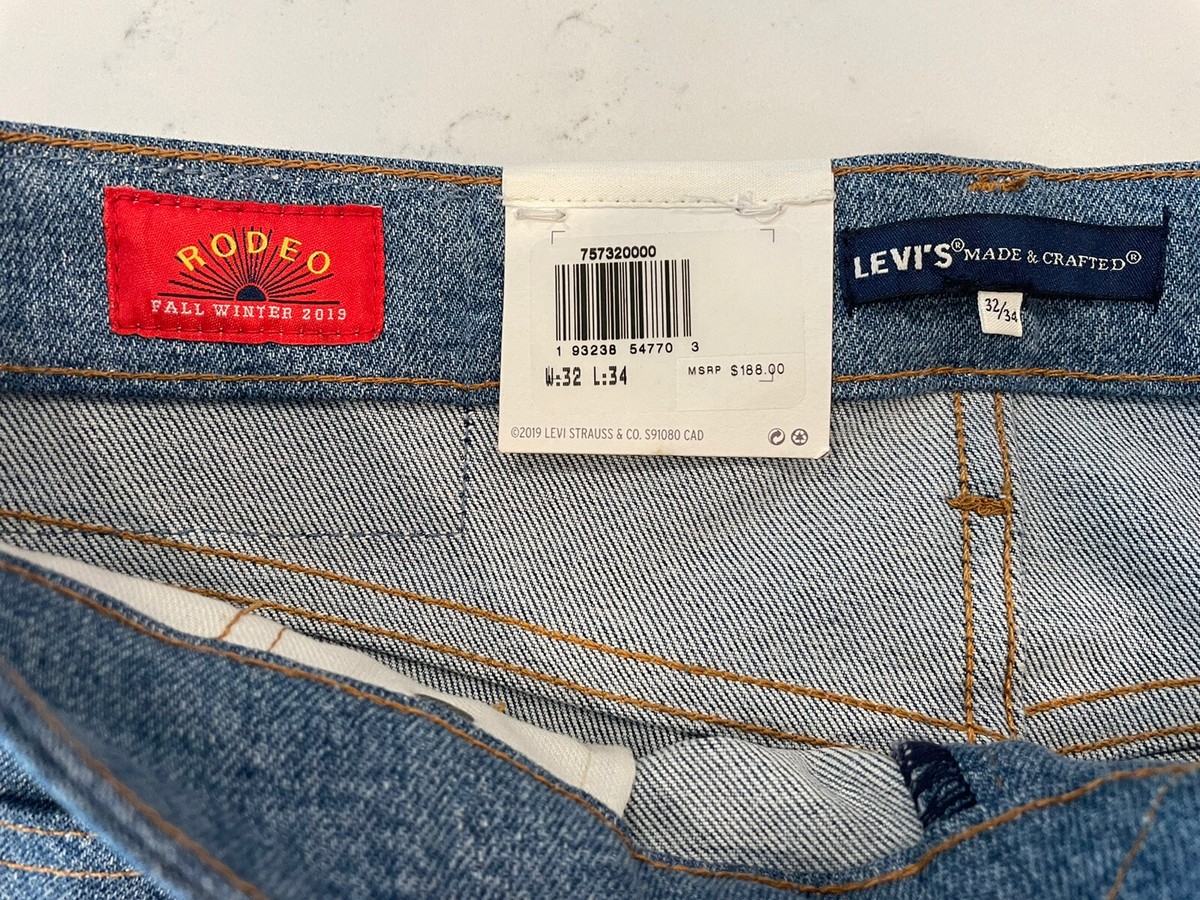 RODEO
FALL WINTER 2019
757320000
1 93238 54770 3
W:32 L:34
MSRP $188.00
©2019 LEVI STRAUSS & CO. S91080 CAD
LEVI'S® MADE & CRAFTED®
32/34